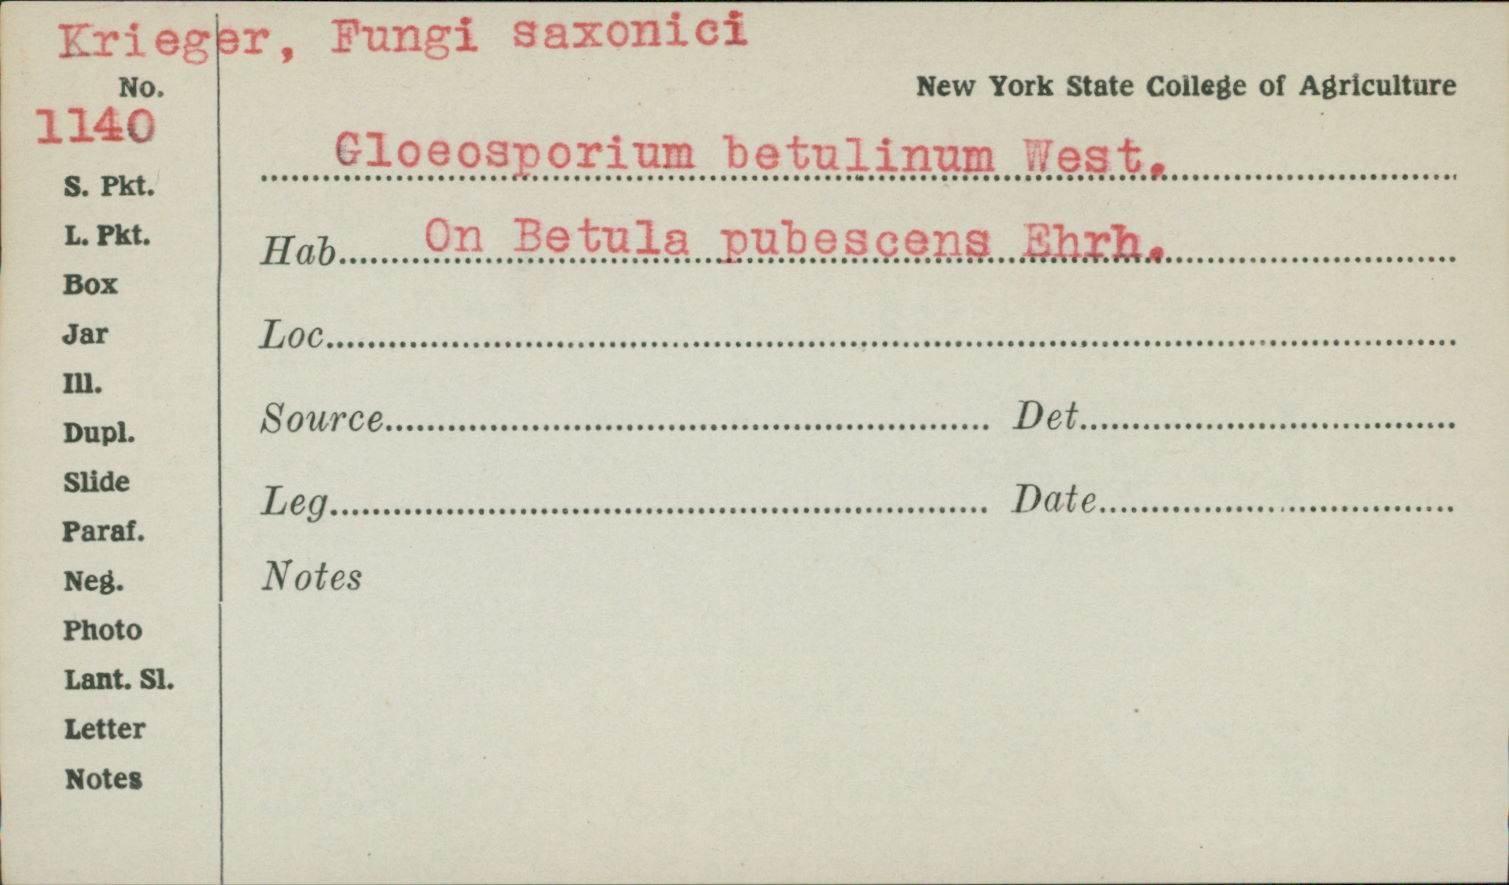 Krieger, Fungi saxonici
No.
New York State College of Agriculture
1140
Gloeosporium betulinum West.
S. Pkt.
L. Pkt.
Hab. On Betula pubescens Ehrh.
Box
Jar
Loc.
Ill.
Dupl.
Source Det.
Slide
Leg. Date
Paraf.
Neg.
Notes
Photo
Lant. Sl.
Letter
Notes